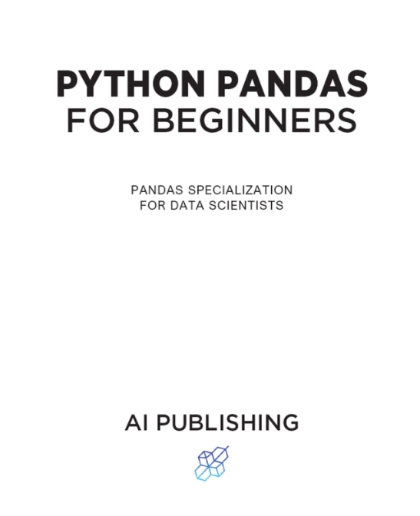 PYTHON PANDAS
FOR BEGINNERS
PANDAS SPECIALIZATION
FOR DATA SCIENTISTS
AI PUBLISHING